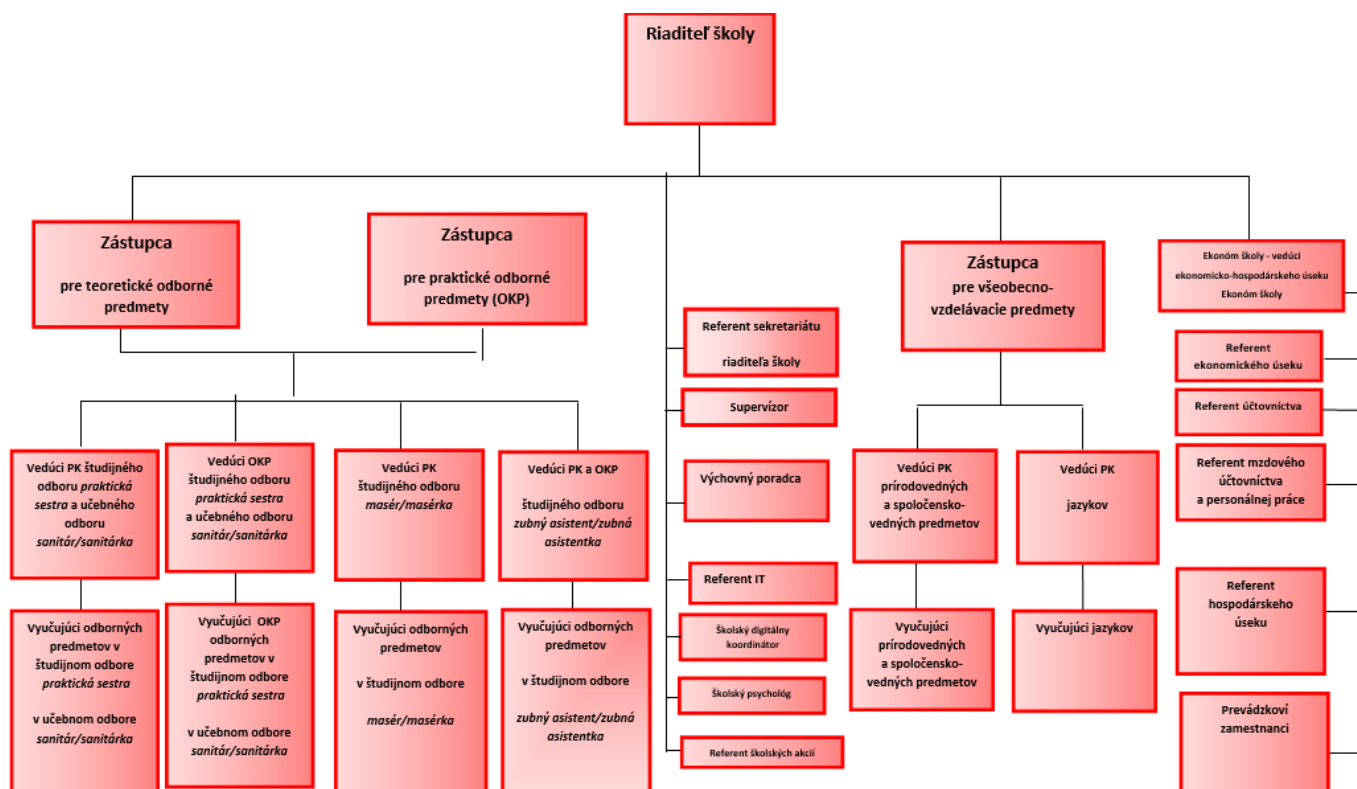 Riaditeľ školy
Zástupca
pre teoretické odborné
predmety
Zástupca
pre praktické odborné
predmety (OKP)
Zástupca
pre všeobecno-
vzdelávacie predmety
Ekonóm školy - vedúci
ekonomicko-hospodárskeho úseku
Ekonóm školy
Referent sekretariátu
riaditeľa školy
Supervízor
Výchovný poradca
Referent IT
Školský digitálny
koordinátor
Školský psychológ
Referent školských akcií
Referent
ekonomického úseku
Referent účtovníctva
Referent mzdového
účtovníctva
a personálnej práce
Referent
hospodárskeho
úseku
Prevádzkoví
zamestnanci
Vedúci PK študijného
odboru praktická
sestra a učebného
odboru
sanitár/sanitárka
Vedúci OKP
študijného odboru
praktická sestra
a učebného odboru
sanitár/sanitárka
Vedúci PK
študijného odboru
masér/masérka
Vedúci PK a OKP
študijného odboru
zubný asistent/zubná
asistentka
Vedúci PK
prírodovedných
a spoločensko-
vedných predmetov
Vedúci PK
jazykov
Vyučujúci odborných
predmetov v
študijnom odbore
praktická sestra
v učebnom odbore
sanitár/sanitárka
Vyučujúci OKP
odborných
predmetov v
študijnom odbore
praktická sestra
v učebnom odbore
sanitár/sanitárka
Vyučujúci odborných
predmetov
v študijnom odbore
masér/masérka
Vyučujúci odborných
predmetov
v študijnom odbore
zubný asistent/zubná
asistentka
Vyučujúci
prírodovedných
a spoločensko-
vedných predmetov
Vyučujúci jazykov